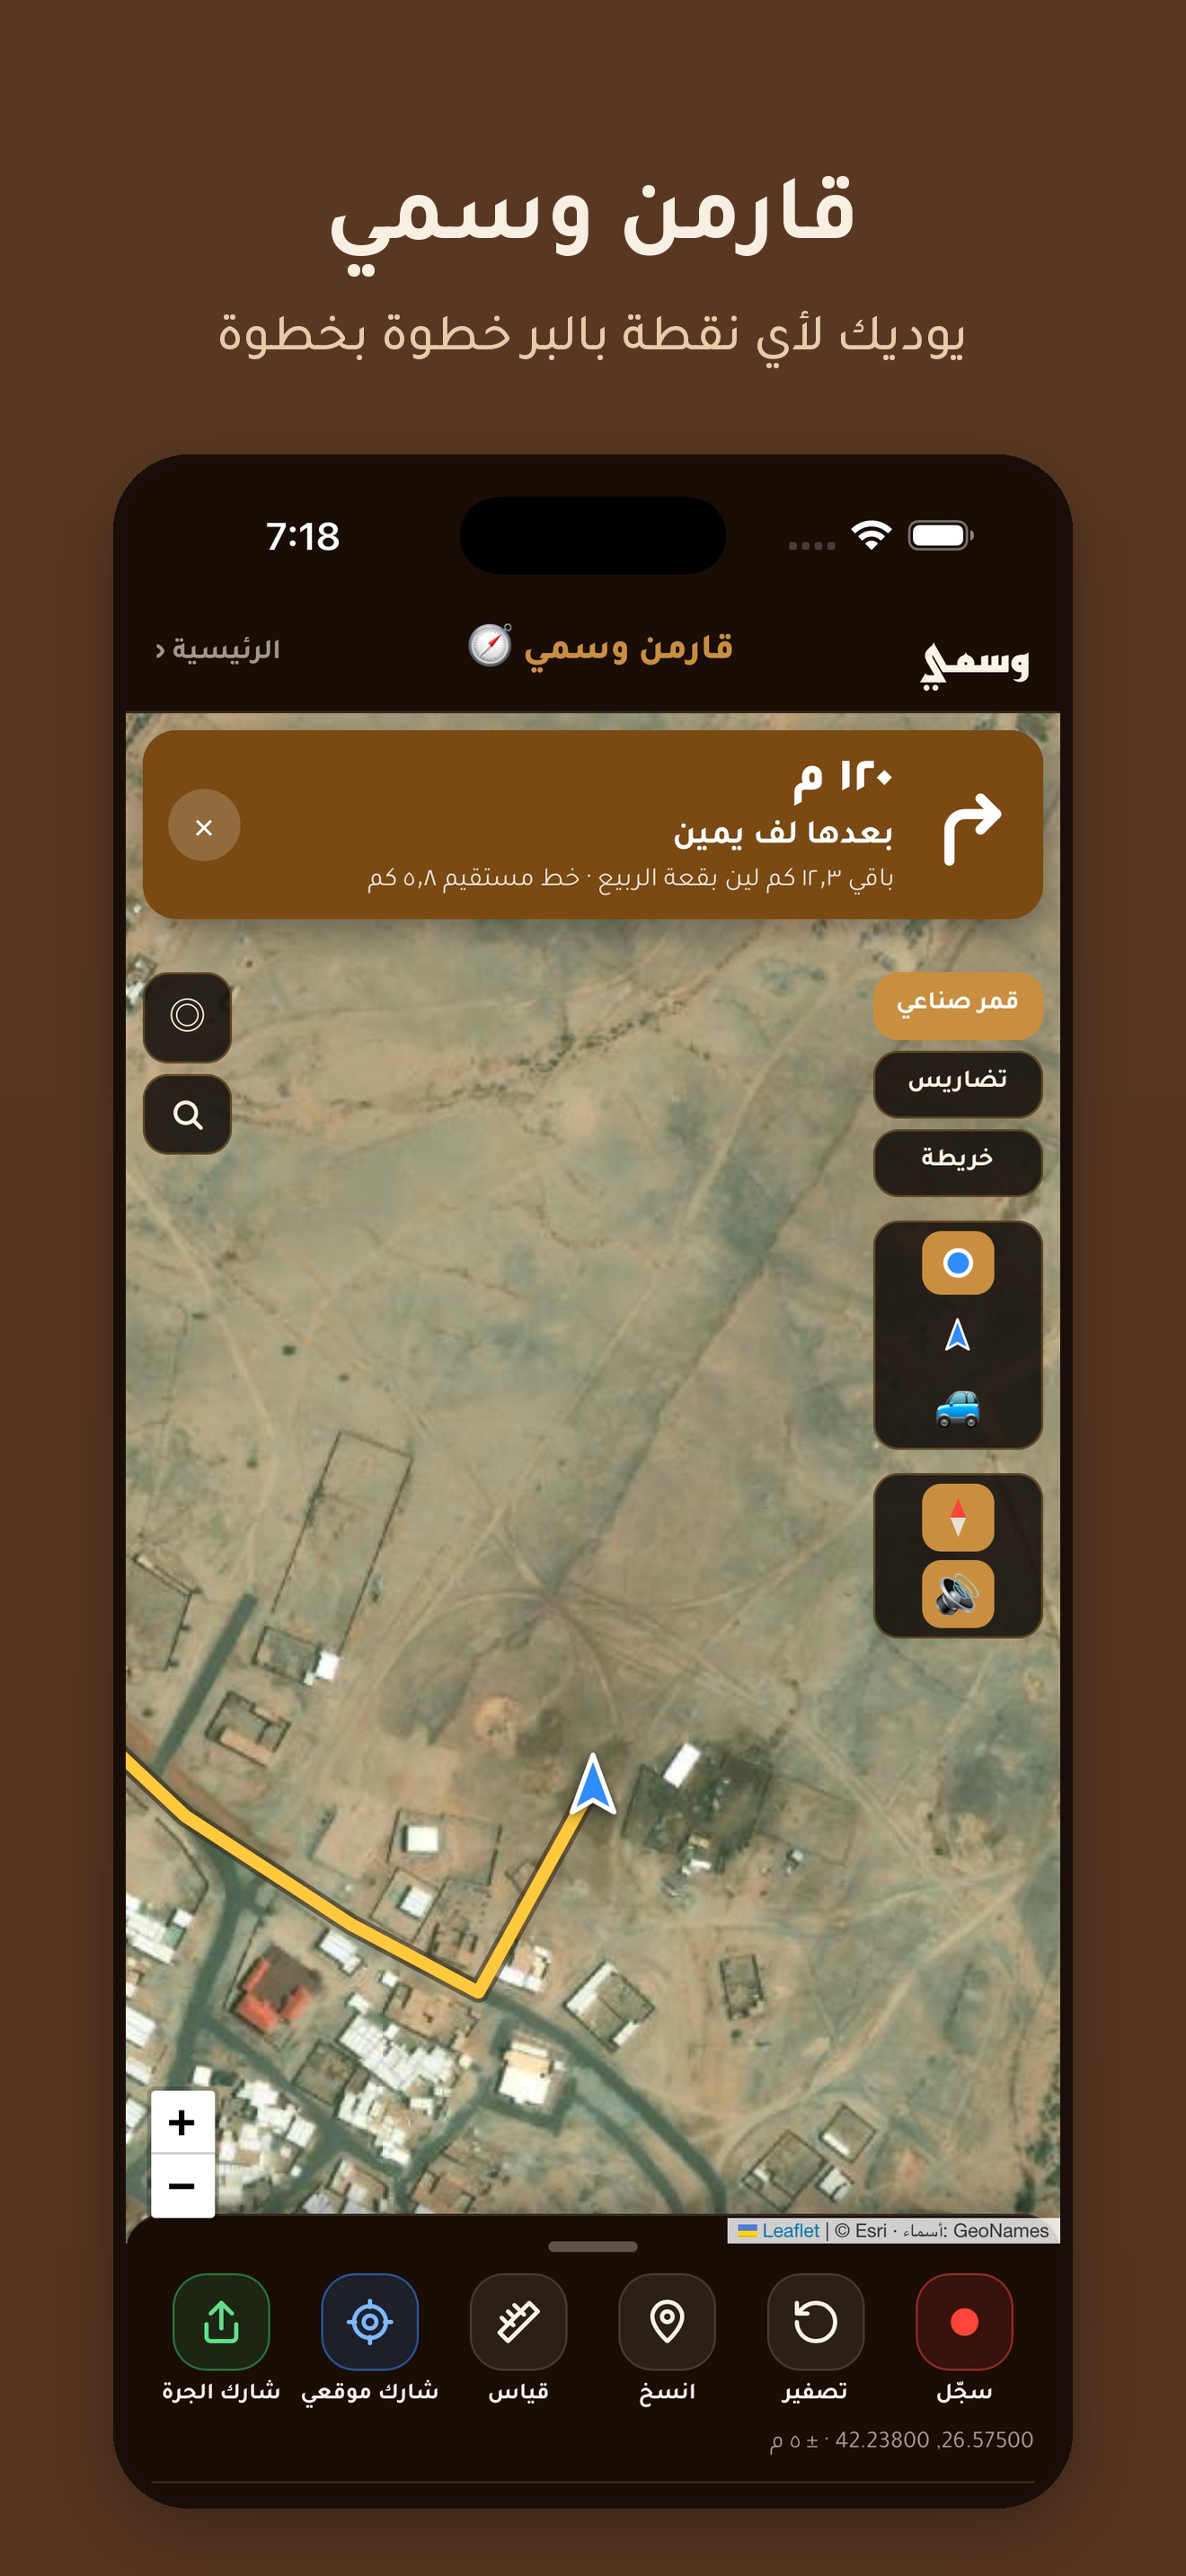 قارمن وسمي
يوديك لأي نقطة بالبر خطوة بخطوة
7:18
وسمي
قارمن وسمي
الرئيسية ›
١٢٠ م
بعدها لف يمين
باقي ١٢,٣ كم لين بقعة الربيع · خط مستقيم ٥,٨ كم
قمر صناعي
تضاريس
خريطة
+
−
Leaflet | © Esri · أسماء: GeoNames
سجّل
تصفير
انسخ
قياس
شارك موقعي
شارك الجرة
26.57500, 42.23800 · ± ٥ م